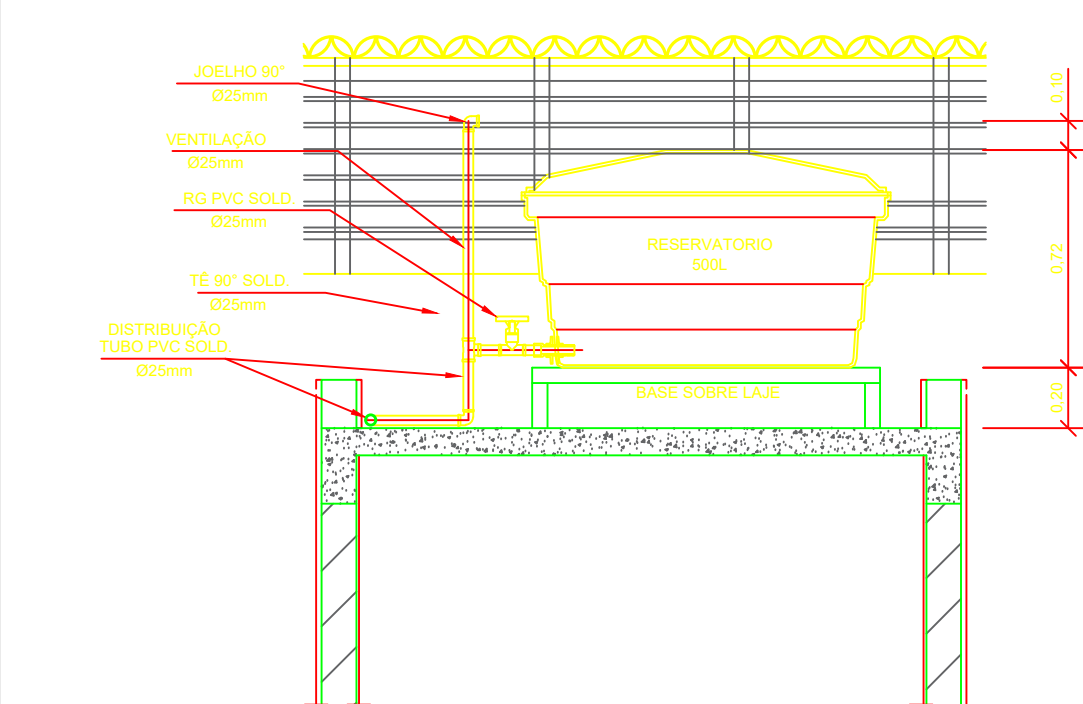 JOELHO 90°
Ø25mm
VENTILAÇÃO
Ø25mm
RG PVC SOLD.
Ø25mm
TÊ 90° SOLD.
Ø25mm
DISTRIBUIÇÃO
TUBO PVC SOLD.
Ø25mm
RESERVATORIO
500L
BASE SOBRE LAJE
0,10
0,72
0,20